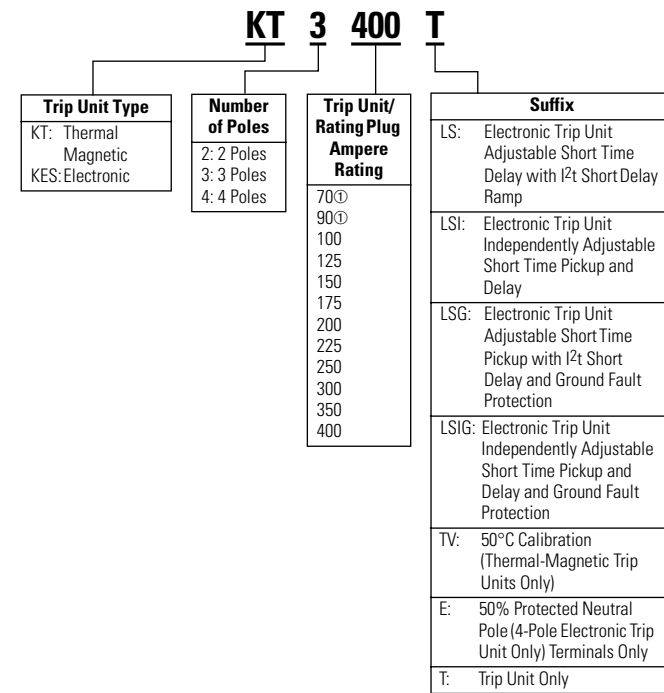 KT 3 400 T
Trip Unit Type
KT: Thermal
Magnetic
KES: Electronic
Number
of Poles
2: 2 Poles
3: 3 Poles
4: 4 Poles
Trip Unit/
Rating Plug
Ampere
Rating
70①
90①
100
125
150
175
200
225
250
300
350
400
Suffix
LS: Electronic Trip Unit
Adjustable Short Time
Delay with I²t Short Delay
Ramp
LSI: Electronic Trip Unit
Independently Adjustable
Short Time Pickup and
Delay
LSG: Electronic Trip Unit
Adjustable Short Time
Pickup with I²t Short
Delay and Ground Fault
Protection
LSIG: Electronic Trip Unit
Independently Adjustable
Short Time Pickup and
Delay and Ground Fault
Protection
TV: 50°C Calibration
(Thermal-Magnetic Trip
Units Only)
E: 50% Protected Neutral
Pole (4-Pole Electronic Trip
Unit Only) Terminals Only
T: Trip Unit Only